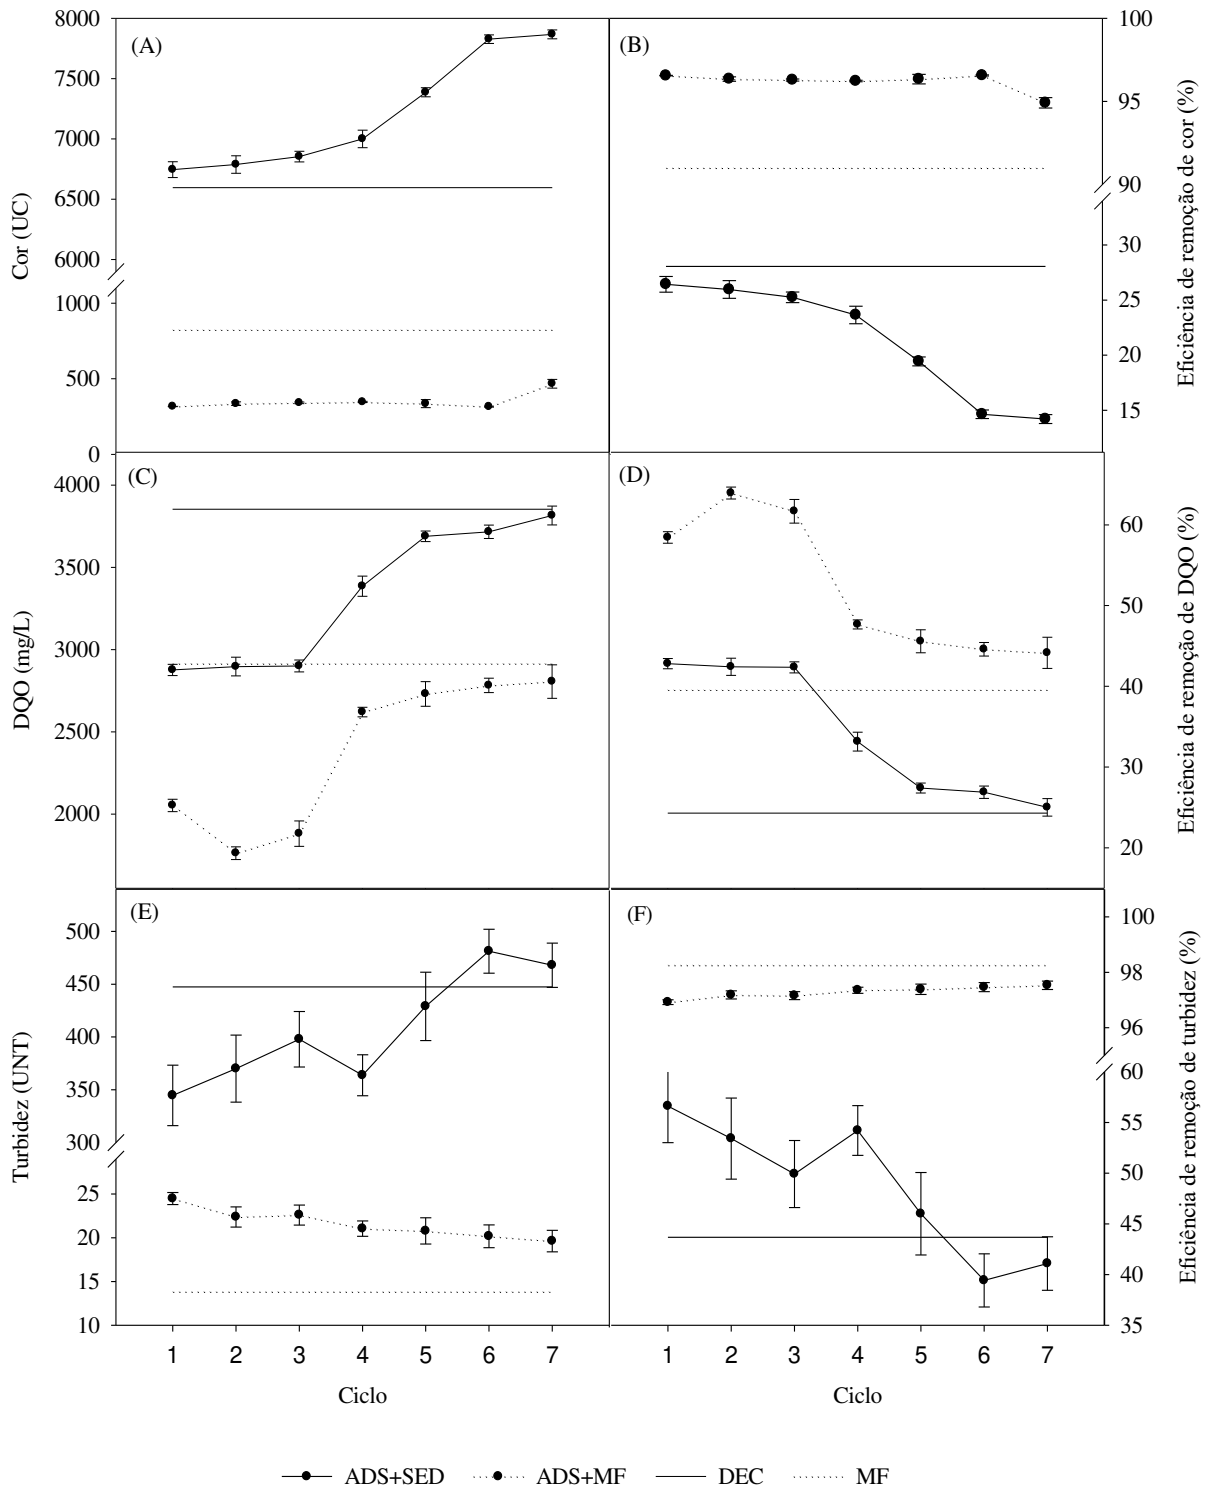 (A)
8000
7500
7000
6500
6000
1000
500
0
Cor (UC)
(B)
100
95
90
30
25
20
15
Eficiência de remoção de cor (%)
(C)
4000
3500
3000
2500
2000
DQO (mg/L)
(D)
60
50
40
30
20
Eficiência de remoção de DQO (%)
(E)
500
450
400
350
300
25
20
15
10
Turbidez (UNT)
1 2 3 4 5 6 7
Ciclo
(F)
100
98
96
60
55
50
45
40
35
Eficiência de remoção de turbidez (%)
1 2 3 4 5 6 7
Ciclo
ADS+SED ADS+MF DEC MF